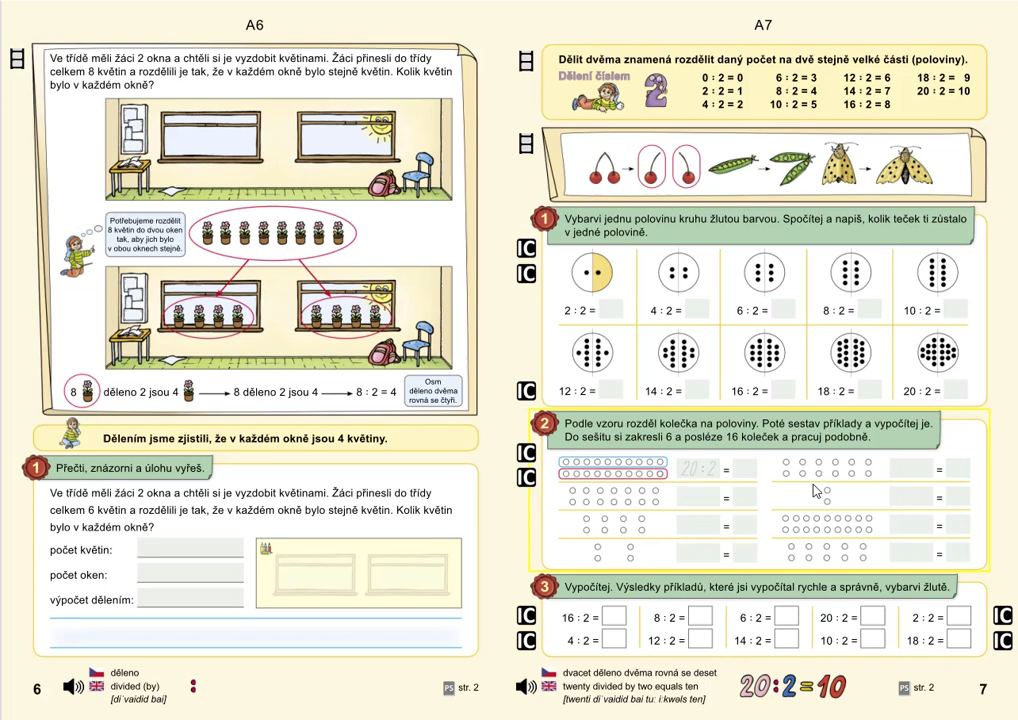 A6
Ve třídě měli žáci 2 okna a chtěli si je vyzdobit květinami. Žáci přinesli do třídy
celkem 8 květin a rozdělili je tak, že v každém okně bylo stejně květin. Kolik květin
bylo v každém okně?
Potřebujeme rozdělit
8 květin do dvou oken
tak, aby jich bylo
v obou oknech stejně.
8 děleno 2 jsou 4 8 děleno 2 jsou 4 8 : 2 = 4
Osm
děleno dvěma
rovná se čtyři.
Dělením jsme zjistili, že v každém okně jsou 4 květiny.
1 Přečti, znázorni a úlohu vyřeš.
Ve třídě měli žáci 2 okna a chtěli si je vyzdobit květinami. Žáci přinesli do třídy
celkem 6 květin a rozdělili je tak, že v každém okně bylo stejně květin. Kolik květin
bylo v každém okně?
počet květin:
počet oken:
výpočet dělením:
6
děleno
divided (by)
[diˈvaidid bai]
:
PS str. 2
A7
Dělit dvěma znamená rozdělit daný počet na dvě stejně velké části (poloviny).
Dělení číslem 2
0 : 2 = 0 6 : 2 = 3 12 : 2 = 6 18 : 2 = 9
2 : 2 = 1 8 : 2 = 4 14 : 2 = 7 20 : 2 = 10
4 : 2 = 2 10 : 2 = 5 16 : 2 = 8
1 Vybarvi jednu polovinu kruhu žlutou barvou. Spočítej a napiš, kolik teček ti zůstalo
v jedné polovině.
IC
IC
2 : 2 = 4 : 2 = 6 : 2 = 8 : 2 = 10 : 2 =
IC
12 : 2 = 14 : 2 = 16 : 2 = 18 : 2 = 20 : 2 =
2 Podle vzoru rozděl kolečka na poloviny. Poté sestav příklady a vypočítej je.
Do sešitu si zakresli 6 a posléze 16 koleček a pracuj podobně.
IC
IC
20 : 2 = =
= =
= =
= =
3 Vypočítej. Výsledky příkladů, které jsi vypočítal rychle a správně, vybarvi žlutě.
IC 16 : 2 = 8 : 2 = 6 : 2 = 20 : 2 = 2 : 2 = IC
IC 4 : 2 = 12 : 2 = 14 : 2 = 10 : 2 = 18 : 2 = IC
dvacet děleno dvěma rovná se deset
twenty divided by two equals ten
[twenti diˈvaidid bai tuː iːkwəls ten]
20:2=10
PS str. 2
7